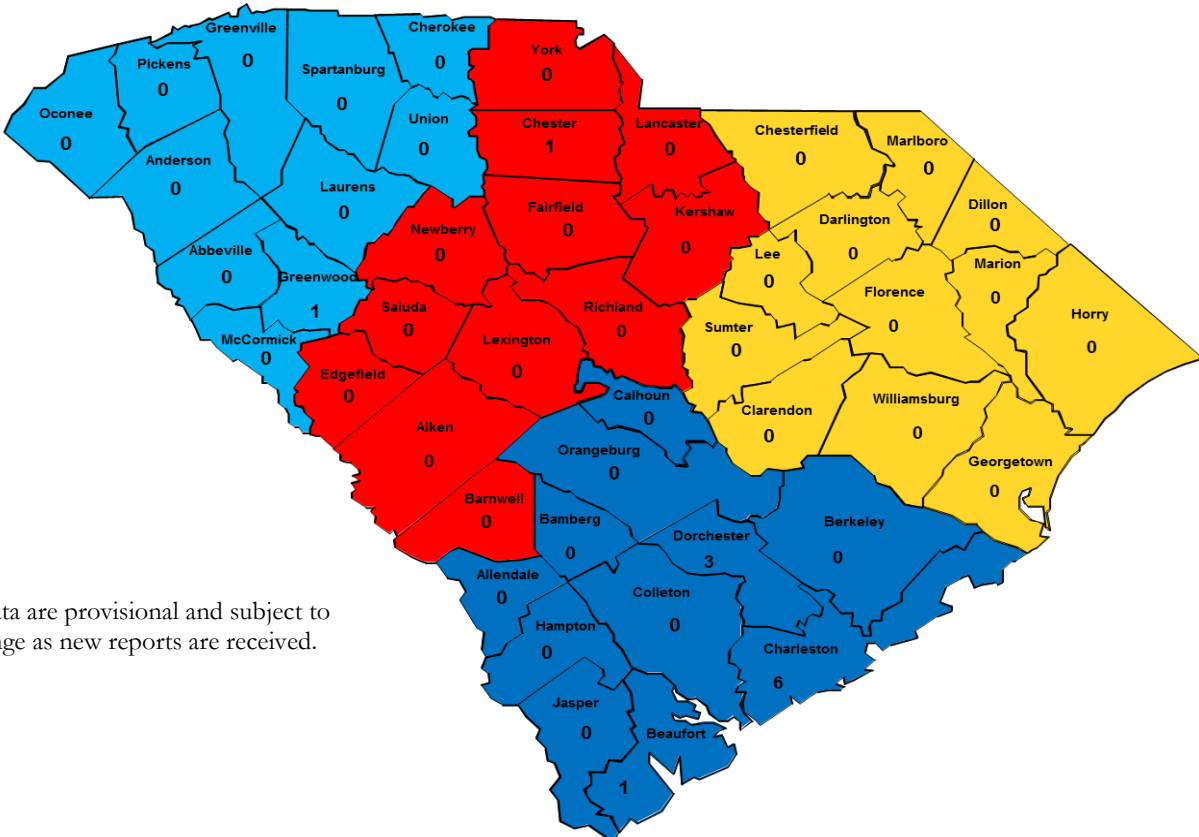 Greenville
0
Cherokee
0
Pickens
0
Spartanburg
0
York
0
Oconee
0
Union
0
Chester
1
Lancaster
0
Chesterfield
0
Marlboro
0
Anderson
0
Laurens
0
Fairfield
0
Kershaw
0
Darlington
0
Dillon
0
Newberry
0
Abbeville
0
Lee
0
Marion
0
Greenwood
1
Saluda
0
Richland
0
Florence
0
Horry
0
McCormick
0
Lexington
0
Sumter
0
Edgefield
0
Calhoun
0
Clarendon
0
Williamsburg
0
Aiken
0
Orangeburg
0
Georgetown
0
Barnwell
0
Bamberg
0
Dorchester
3
Berkeley
0
Allendale
0
Colleton
0
Hampton
0
Charleston
6
Jasper
0
Beaufort
1
ta are provisional and subject to
nge as new reports are received.